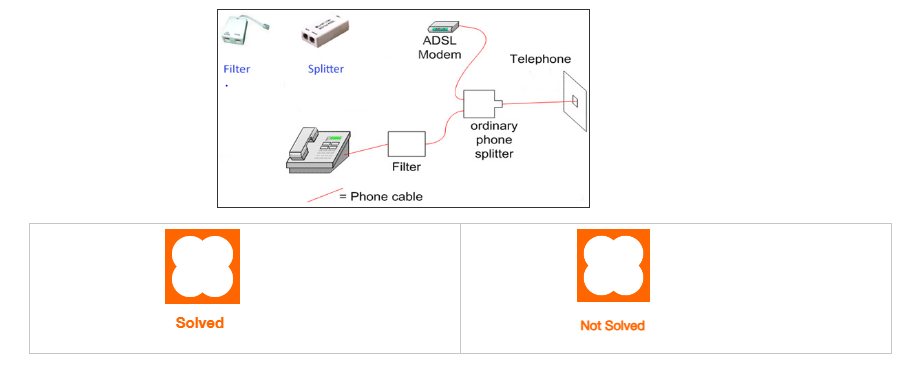 ADSL
Modem
Telephone
Filter
Splitter
ordinary
phone
splitter
Filter
= Phone cable
Solved
Not Solved